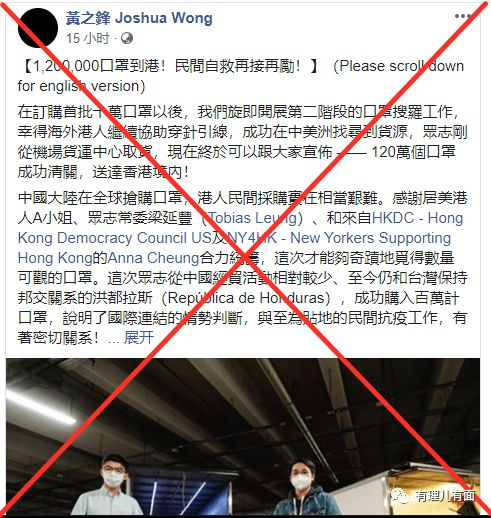 黃之鋒 Joshua Wong
15 小时 ·
【1,200,000口罩到港！民間自救再接再勵！】（Please scroll down
for english version）
在訂購首批十萬口罩以後，我們旋即開展第二階段的口罩搜羅工作，
幸得海外港人繼續協助穿針引線，成功在中美洲找尋到貨源，眾志剛
從機場貨運中心取貨，現在終於可以跟大家宣佈 —— 120萬個口罩
成功清關，送達香港境內！
中國大陸在全球搶購口罩，港人民間採購實在相當艱難。感謝居美港
人A小姐、眾志常委梁延豐（Tobias Leung）、和來自HKDC - Hong
Kong Democracy Council US及NY4HK - New Yorkers Supporting
Hong Kong的Anna Cheung合力統籌，這次才能夠奇蹟地覓得數量
可觀的口罩。這次眾志從中國經貿活動相對較少、至今仍和台灣保持
邦交關系的洪都拉斯（República de Honduras），成功購入百萬計
口罩，說明了國際連結的情勢判斷，與至為貼地的民間抗疫工作，有
著密切關系！... 展开
有理儿有面